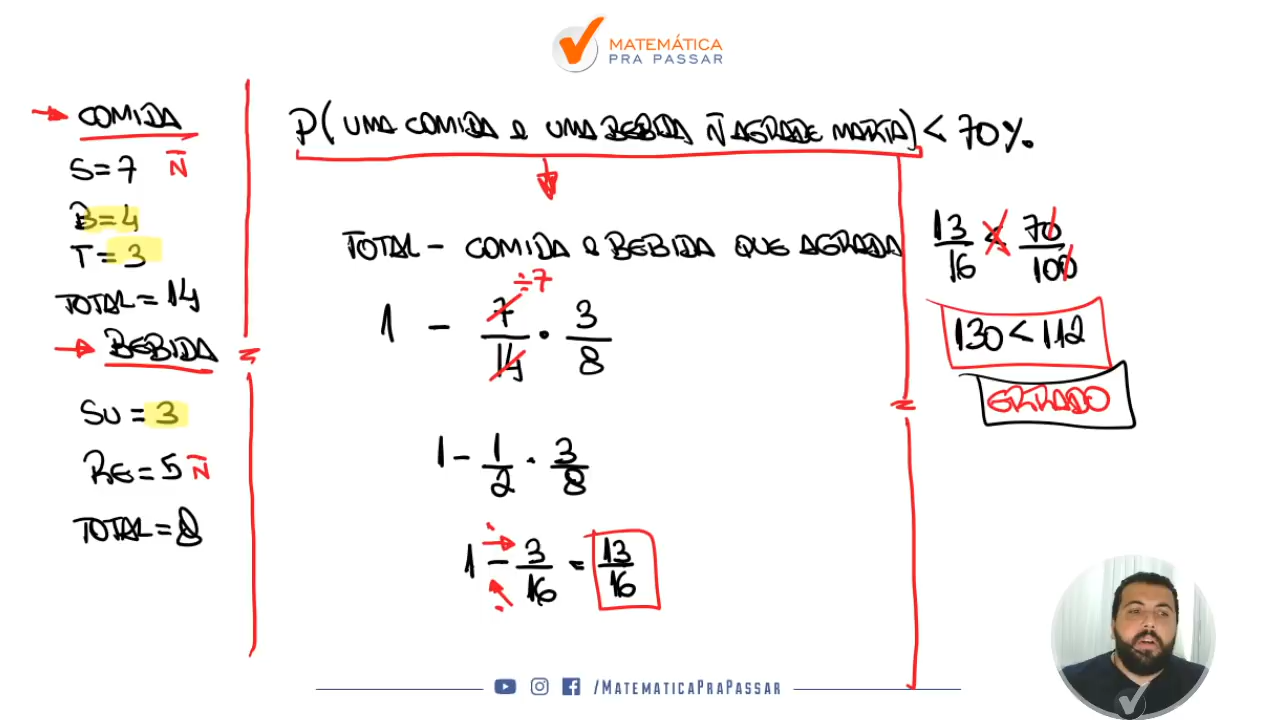 MATEMÁTICA
PRA PASSAR
COMIDA
S=7 Ñ
B=4
T=3
TOTAL=14
BEBIDA
SU=3
RE=5 Ñ
TOTAL=8
P(UMA COMIDA E UMA BEBIDA Ñ AGRADE MARIA) < 70%
TOTAL - COMIDA E BEBIDA QUE AGRADA
÷7
1 - 7/14 · 3/8
1 - 1/2 · 3/8
1 - 3/16 = 13/16
13/16 < 70/100
130 < 112
ERRADO
/MatematicaPraPassar